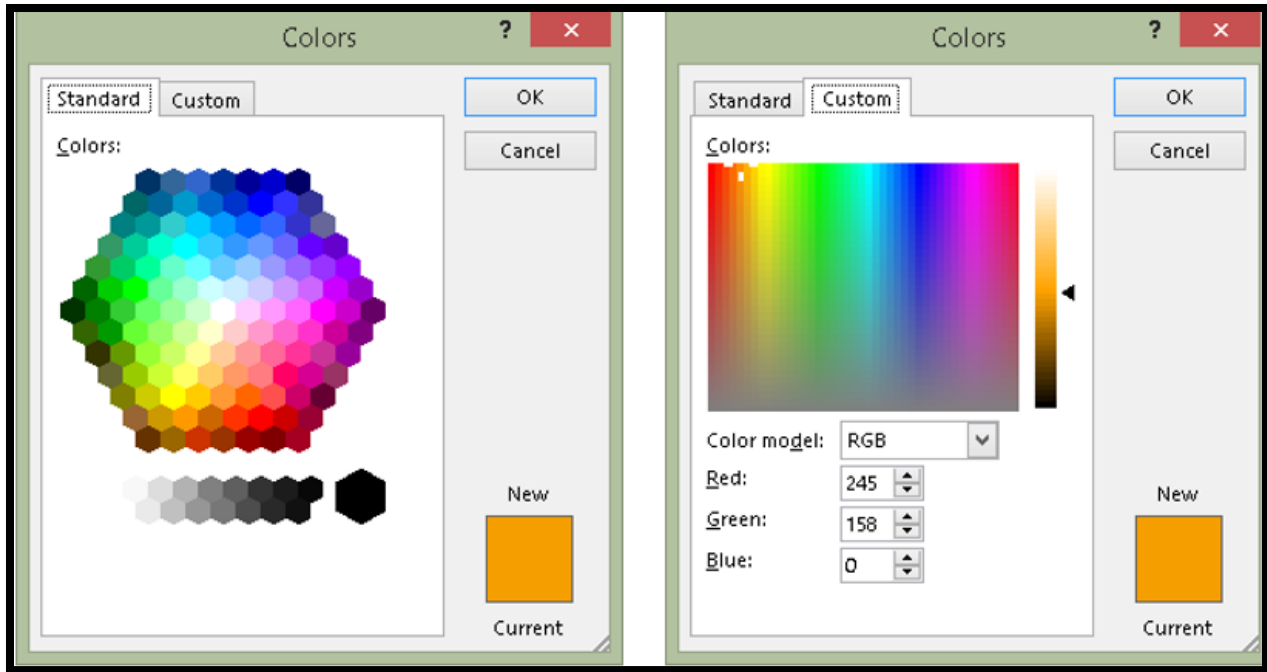 Colors
?
×
Standard
Custom
OK
Cancel
Colors:
New
Current
Colors
?
×
Standard
Custom
OK
Cancel
Colors:
Color model: RGB
Red: 245
Green: 158
Blue: 0
New
Current